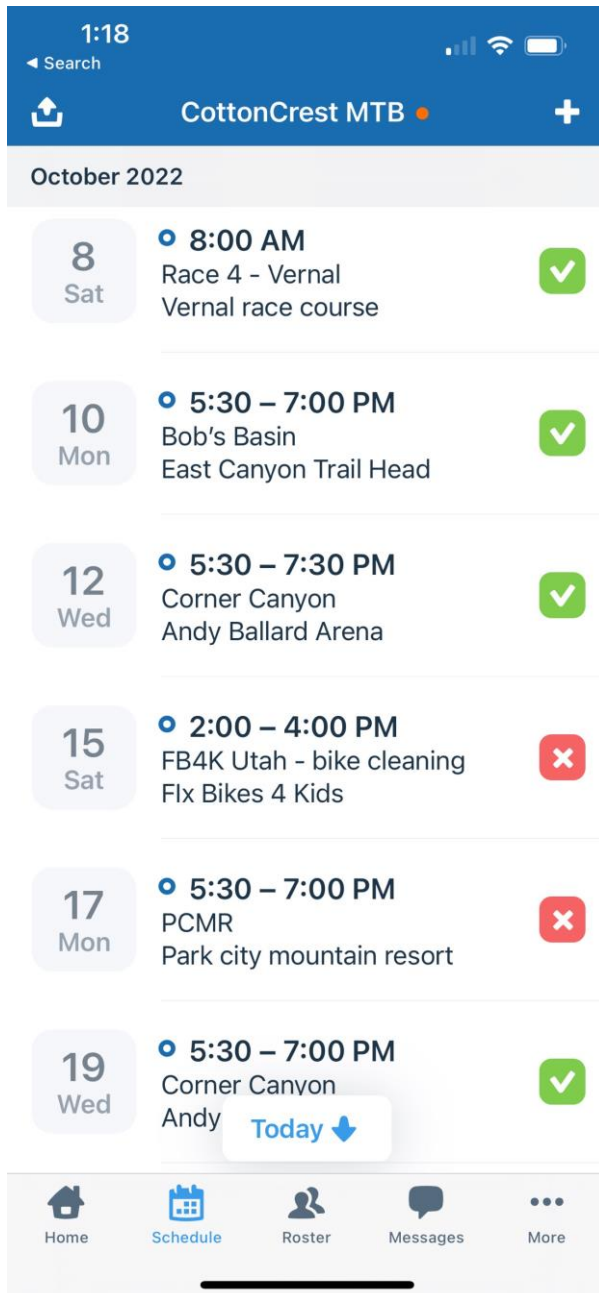 1:18
◀ Search
CottonCrest MTB
October 2022
8
Sat
8:00 AM
Race 4 - Vernal
Vernal race course
10
Mon
5:30 – 7:00 PM
Bob's Basin
East Canyon Trail Head
12
Wed
5:30 – 7:30 PM
Corner Canyon
Andy Ballard Arena
15
Sat
2:00 – 4:00 PM
FB4K Utah - bike cleaning
FIx Bikes 4 Kids
17
Mon
5:30 – 7:00 PM
PCMR
Park city mountain resort
19
Wed
5:30 – 7:00 PM
Corner Canyon
Andy
Today
Home
Schedule
Roster
Messages
More